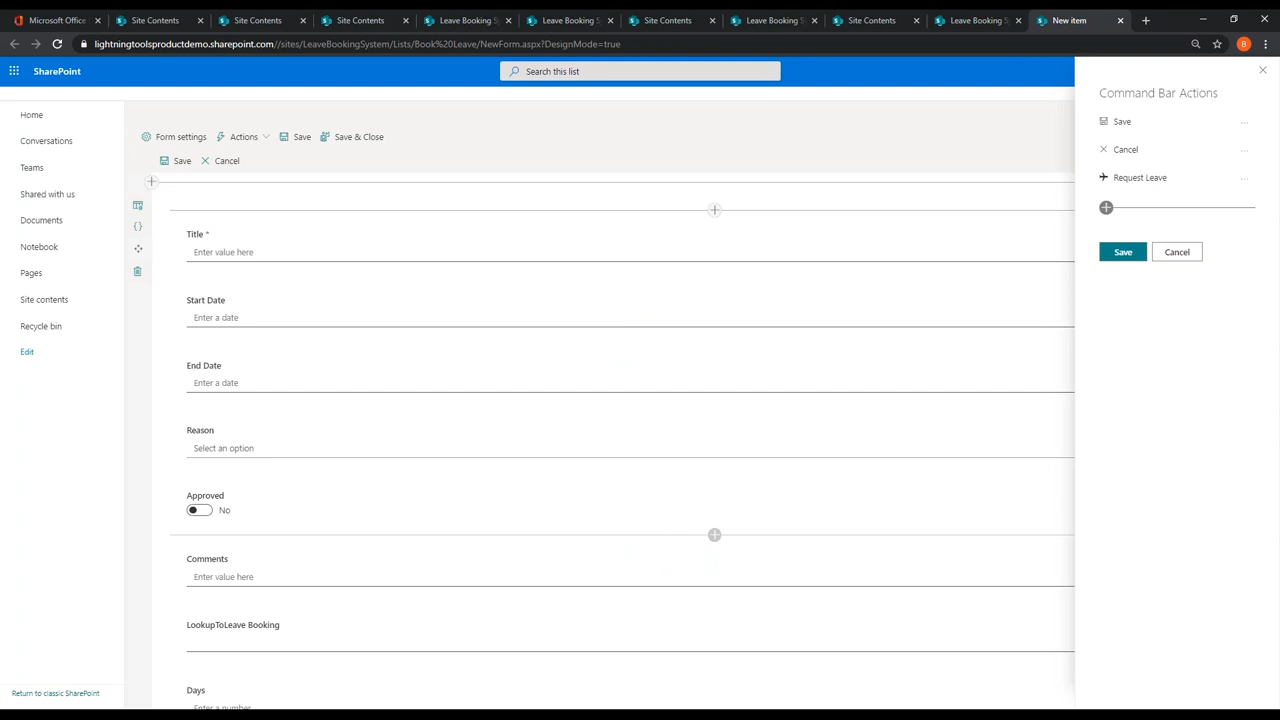 Microsoft Office
Site Contents
Site Contents
Site Contents
Leave Booking S
Leave Booking S
Site Contents
Leave Booking S
Site Contents
Leave Booking S
New item
lightningtoolsproductdemo.sharepoint.com//sites/LeaveBookingSystem/Lists/Book%20Leave/NewForm.aspx?DesignMode=true
B
SharePoint
Search this list
Home
Conversations
Teams
Shared with us
Documents
Notebook
Pages
Site contents
Recycle bin
Edit
Return to classic SharePoint
Form settings
Actions
Save
Save & Close
Save
Cancel
Title *
Enter value here
Start Date
Enter a date
End Date
Enter a date
Reason
Select an option
Approved
No
Comments
Enter value here
LookupToLeave Booking
Days
Enter a number
Command Bar Actions
Save
...
Cancel
...
Request Leave
...
Save
Cancel